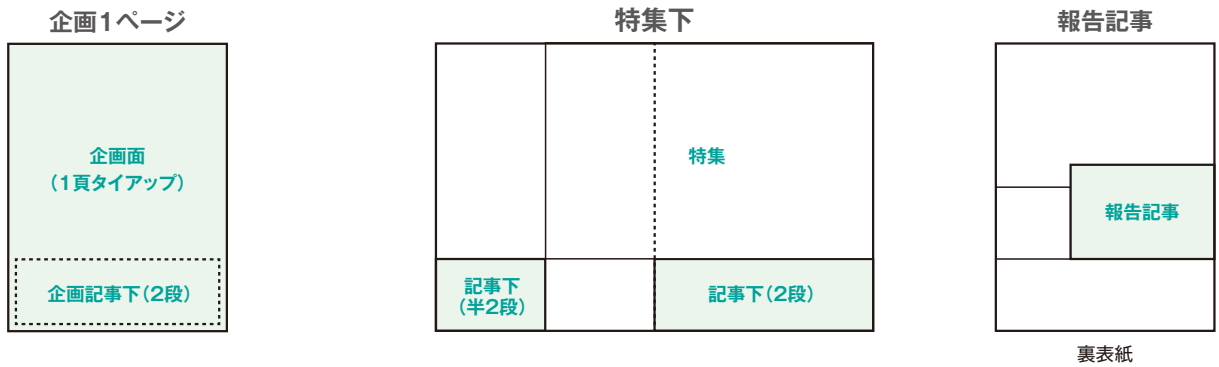 企画1ページ
企画面
（1頁タイアップ）
企画記事下（2段）
特集下
特集
記事下
（半2段）
記事下（2段）
報告記事
報告記事
裏表紙